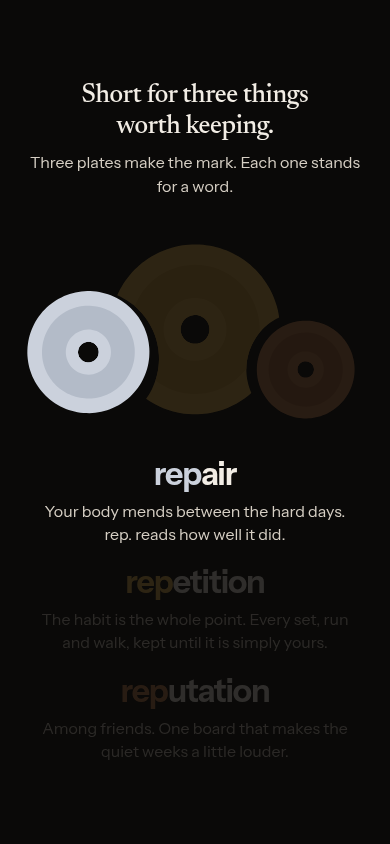 Short for three things
worth keeping.
Three plates make the mark. Each one stands
for a word.
repair
Your body mends between the hard days.
rep. reads how well it did.
repetition
The habit is the whole point. Every set, run
and walk, kept until it is simply yours.
reputation
Among friends. One board that makes the
quiet weeks a little louder.